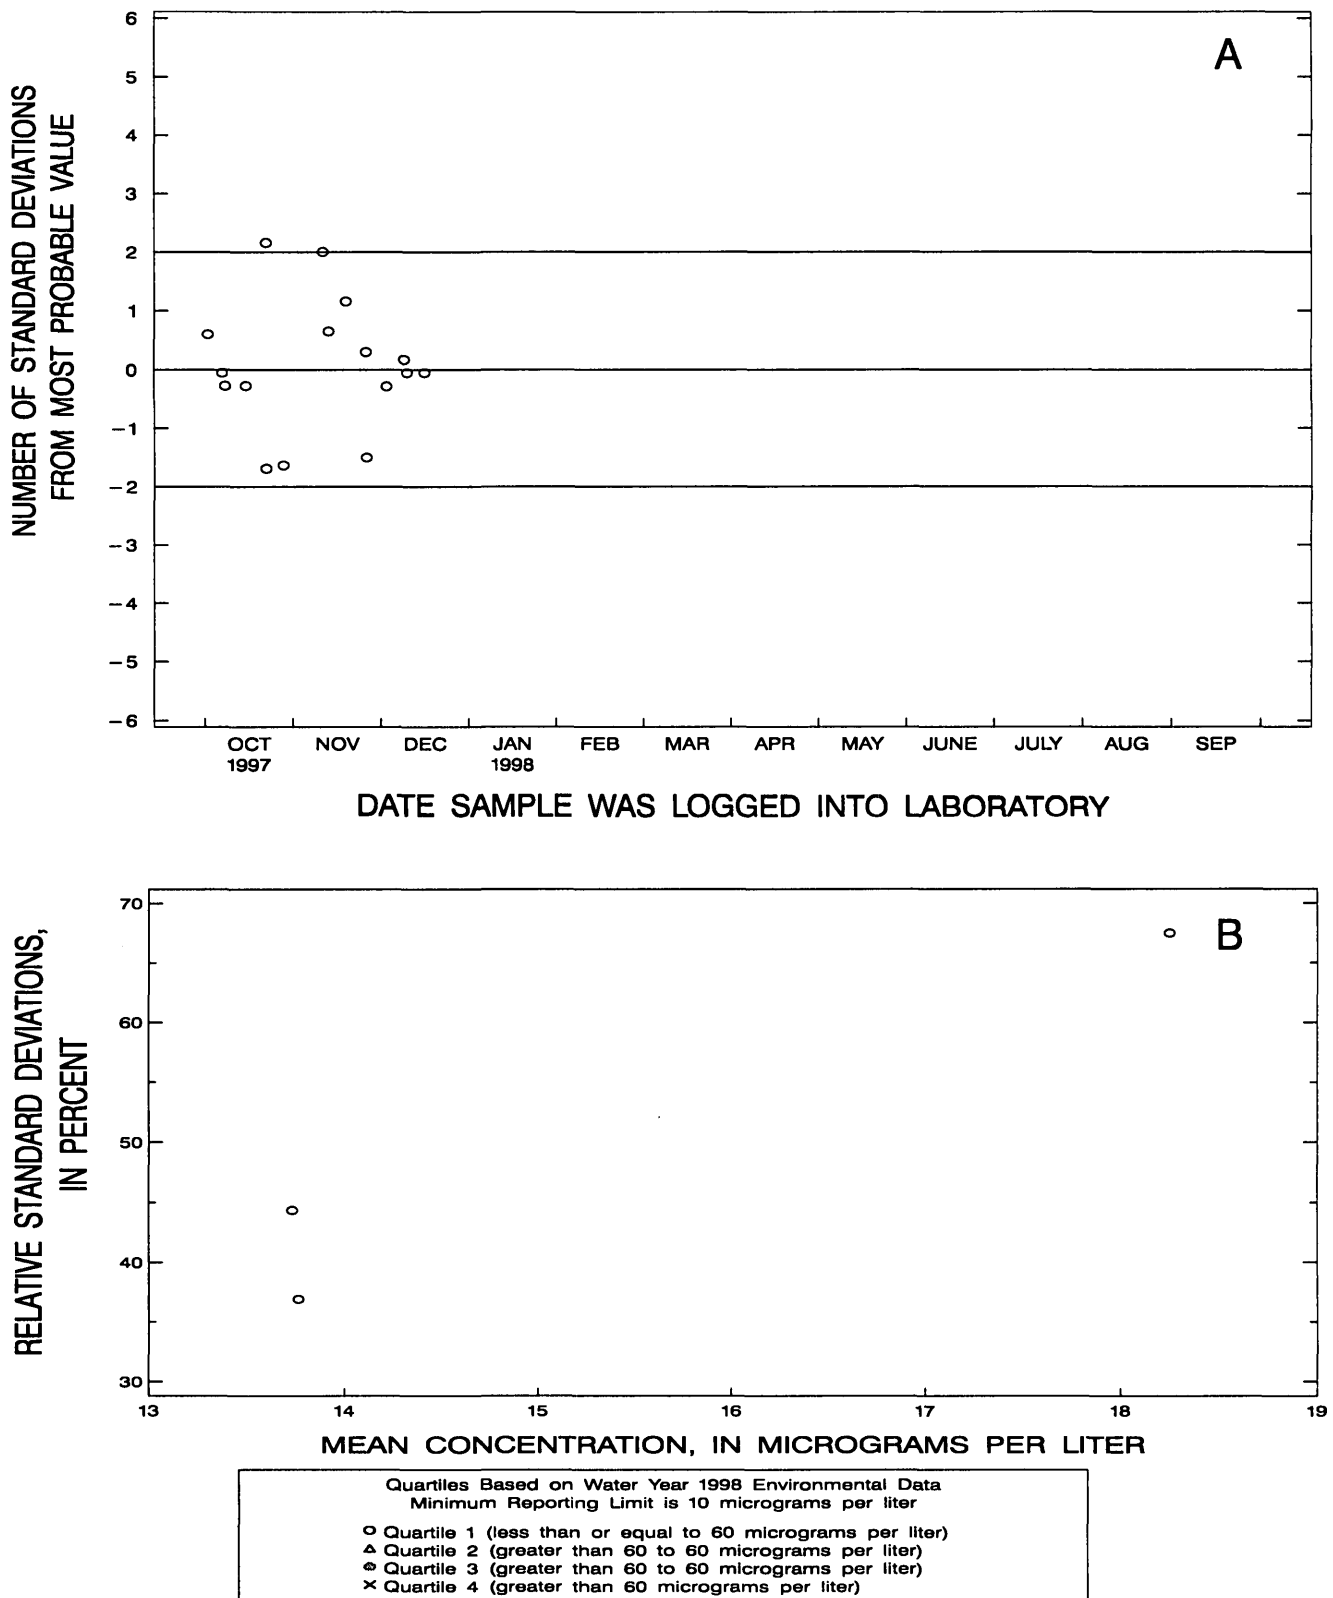 A
NUMBER OF STANDARD DEVIATIONS
FROM MOST PROBABLE VALUE
6
5
4
3
2
1
0
−1
−2
−3
−4
−5
−6
OCT NOV DEC JAN FEB MAR APR MAY JUNE JULY AUG SEP
1997 1998
DATE SAMPLE WAS LOGGED INTO LABORATORY
B
RELATIVE STANDARD DEVIATIONS,
IN PERCENT
70
60
50
40
30
13 14 15 16 17 18 19
MEAN CONCENTRATION, IN MICROGRAMS PER LITER
Quartiles Based on Water Year 1998 Environmental Data
Minimum Reporting Limit is 10 micrograms per liter
Quartile 1 (less than or equal to 60 micrograms per liter)
Quartile 2 (greater than 60 to 60 micrograms per liter)
Quartile 3 (greater than 60 to 60 micrograms per liter)
Quartile 4 (greater than 60 micrograms per liter)